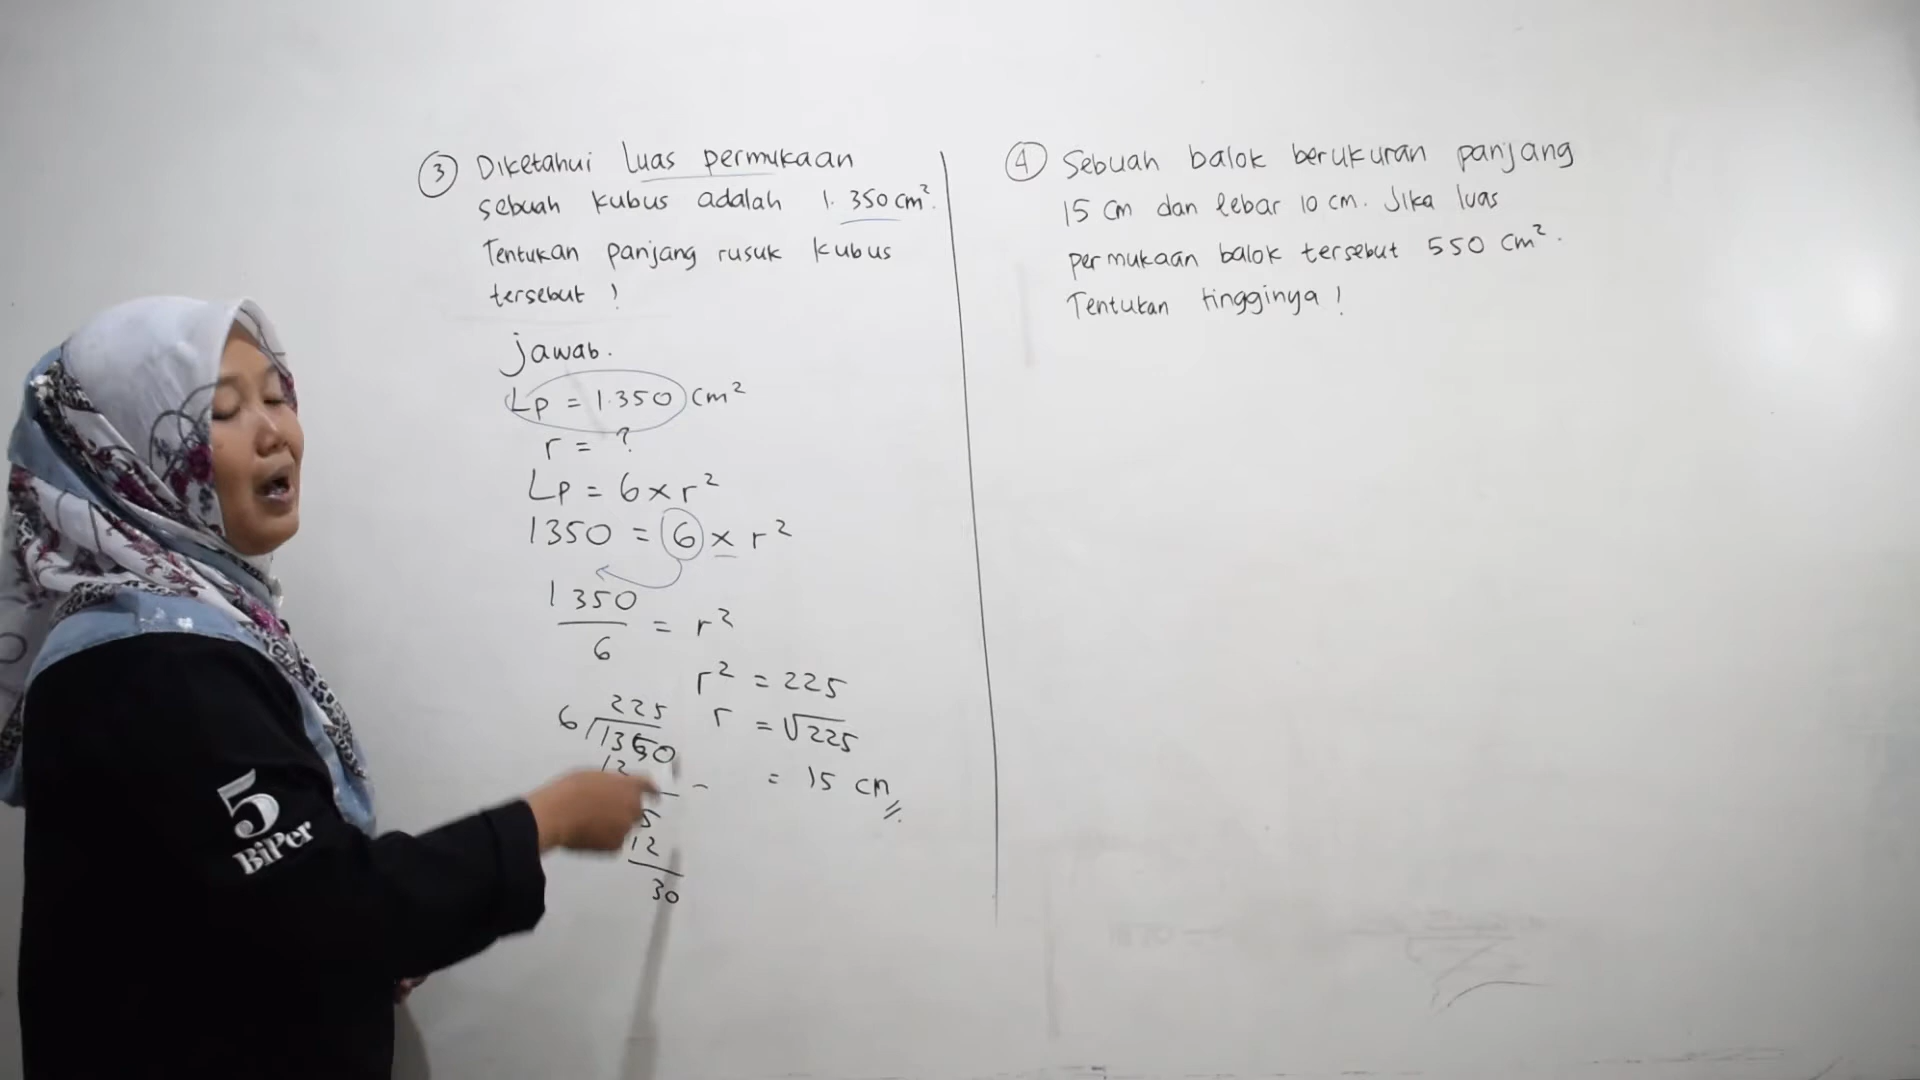 ③ Diketahui luas permukaan
sebuah kubus adalah 1.350 cm².
Tentukan panjang rusuk kubus
tersebut !
jawab.
Lp = 1.350 cm²
r = ?
Lp = 6 × r²
1350 = 6 × r²
1350
6
= r²
r² = 225
r = √225
= 15 cm
225
6 / 1350
12
5
12
30
④ Sebuah balok berukuran panjang
15 cm dan lebar 10 cm. Jika luas
permukaan balok tersebut 550 cm².
Tentukan tingginya !
5
BiPer